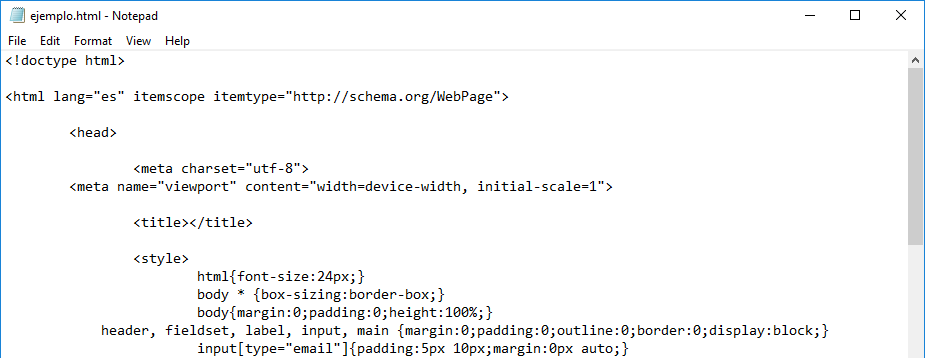 ejemplo.html - Notepad
File Edit Format View Help
<!doctype html>
<html lang="es" itemscope itemtype="http://schema.org/WebPage">
<head>
<meta charset="utf-8">
<meta name="viewport" content="width=device-width, initial-scale=1">
<title></title>
<style>
html{font-size:24px;}
body * {box-sizing:border-box;}
body{margin:0;padding:0;height:100%;}
header, fieldset, label, input, main {margin:0;padding:0;outline:0;border:0;display:block;}
input[type="email"]{padding:5px 10px;margin:0px auto;}